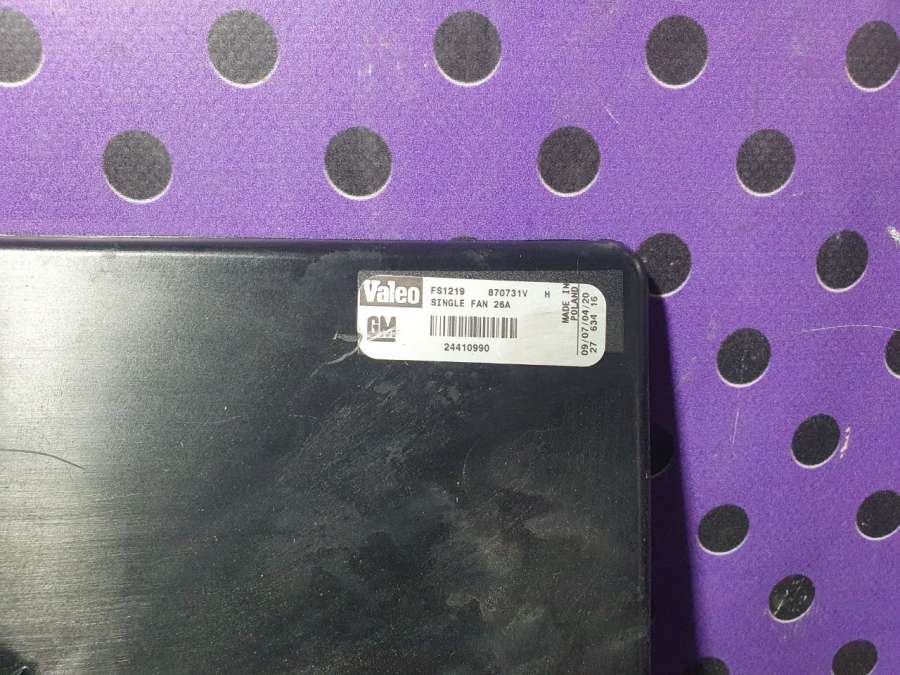 Valeo
FS1219 870731V H
SINGLE FAN 26A
GM
24410990
MADE IN
POLAND
09/07/04/20
27 634 16